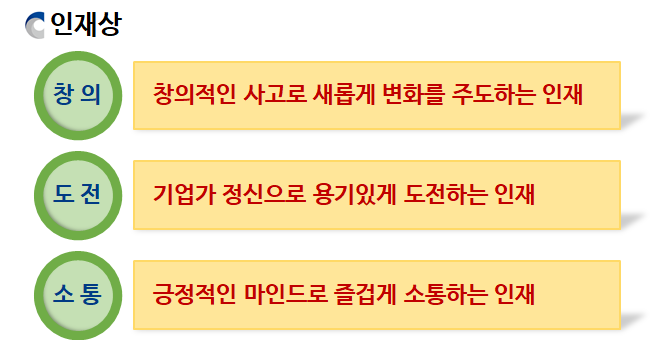 인재상
창 의
창의적인 사고로 새롭게 변화를 주도하는 인재
도 전
기업가 정신으로 용기있게 도전하는 인재
소 통
긍정적인 마인드로 즐겁게 소통하는 인재